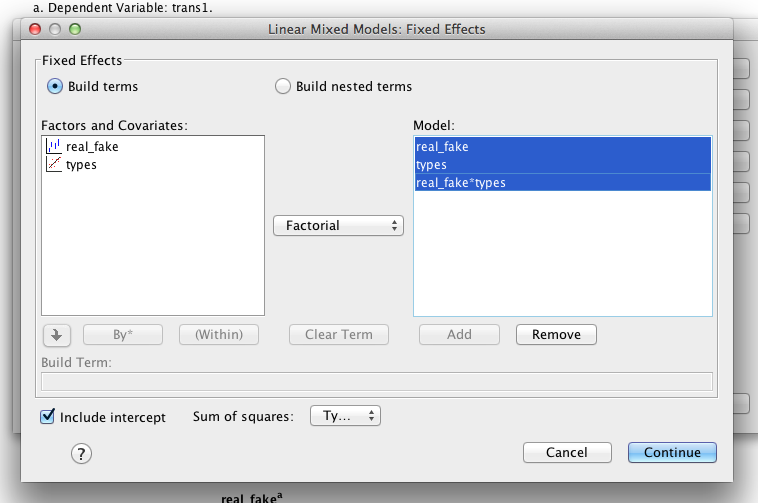 a. Dependent Variable: trans1.
Linear Mixed Models: Fixed Effects
Fixed Effects
Build terms
Build nested terms
Factors and Covariates:
Model:
real_fake
types
real_fake
types
real_fake*types
Factorial
By*
(Within)
Clear Term
Add
Remove
Build Term:
Include intercept
Sum of squares:
Ty...
?
Cancel
Continue
real_fakeª